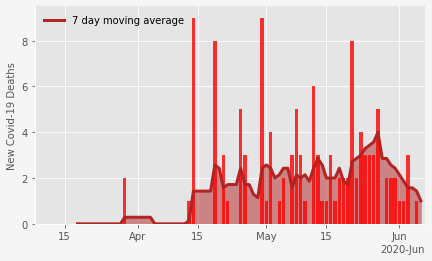 7 day moving average
New Covid-19 Deaths
8
6
4
2
0
15
Apr
15
May
15
Jun
2020-Jun